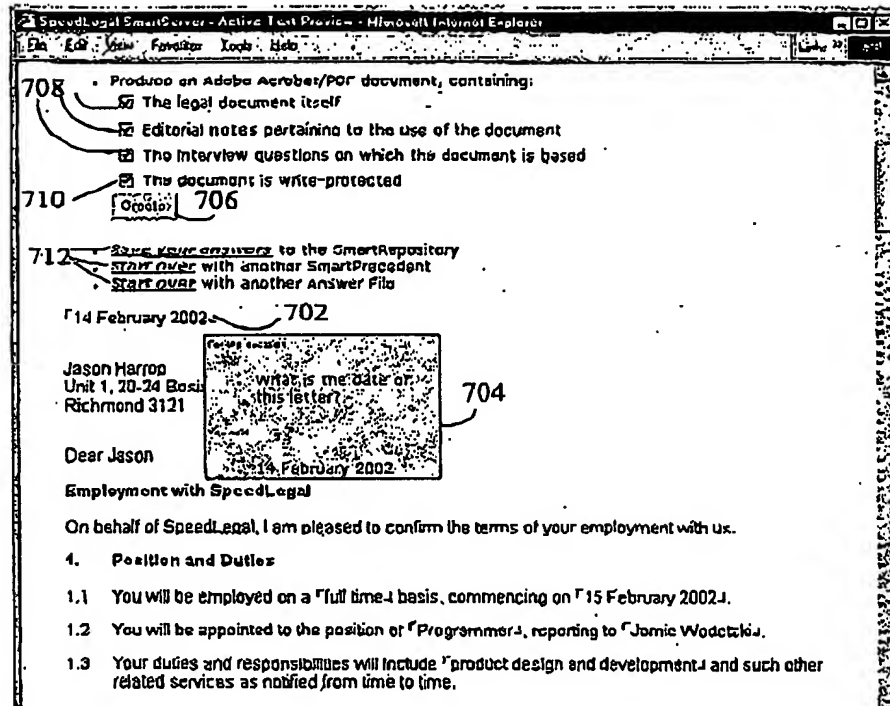 SpeedLegal SmartServer - Active Text Preview - Microsoft Internet Explorer
File Edit View Favorites Tools Help Links »
• Produce an Adobe Acrobat/PDF document, containing:
708 The legal document itself
Editorial notes pertaining to the use of the document
The interview questions on which the document is based
710 The document is write-protected
Create 706
712 • Save your answers to the SmartRepository
• Start over with another SmartPrecedent
• Start over with another Answer File
「14 February 2002」 702
Jason Harrop
Unit 1, 20-24
Richmond 3121
What is the date of
this letter?
704
14 February 2002
Dear Jason
Employment with SpeedLegal
On behalf of SpeedLegal, I am pleased to confirm the terms of your employment with us.
1. Position and Duties
1.1 You will be employed on a 「full time」 basis, commencing on 「15 February 2002」.
1.2 You will be appointed to the position of 「Programmer」, reporting to 「Jamie Wodetzki」.
1.3 Your duties and responsibilities will include 「product design and development」 and such other
related services as notified from time to time.